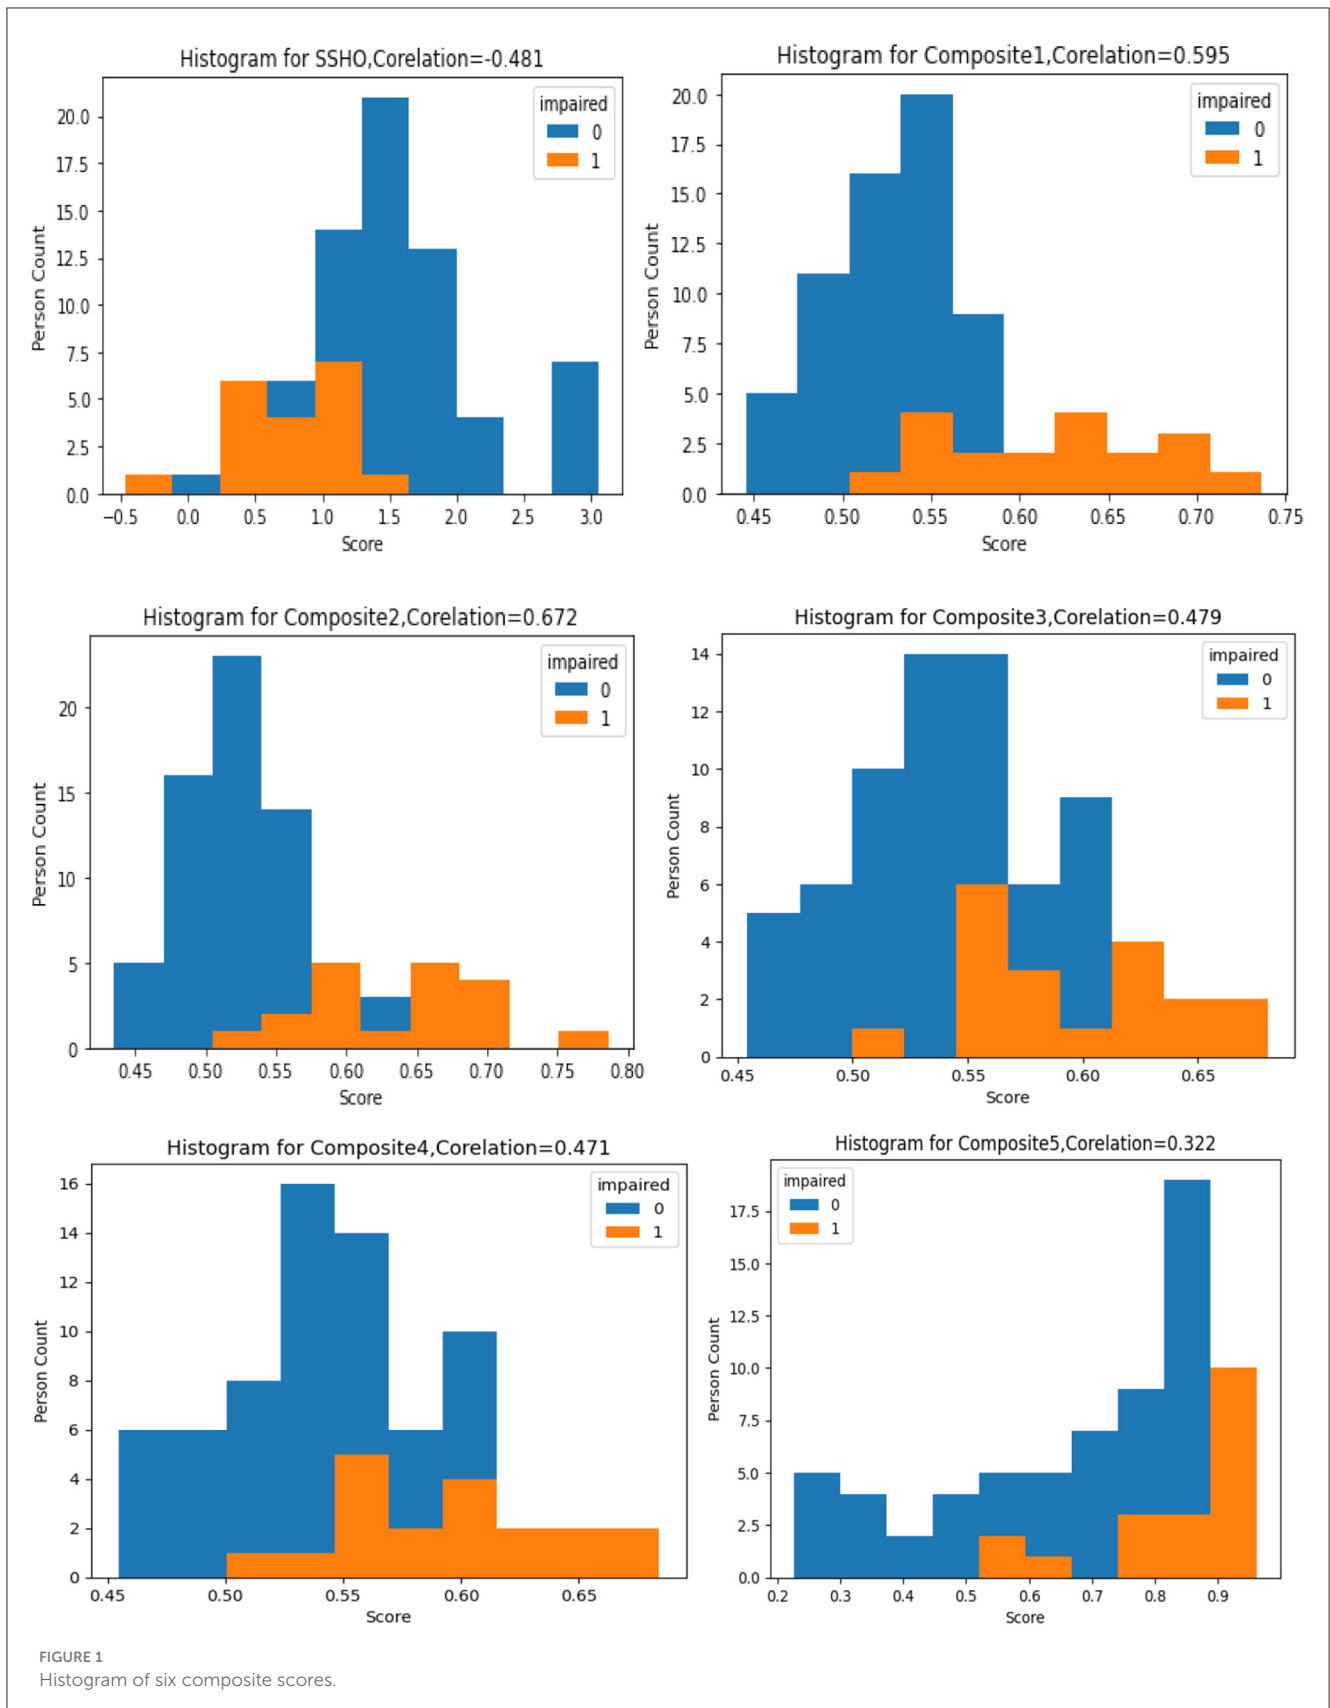 Histogram for SSHO,Corelation=-0.481
impaired
0
1
20.0
17.5
15.0
12.5
10.0
7.5
5.0
2.5
0.0
Person Count
-0.5 0.0 0.5 1.0 1.5 2.0 2.5 3.0
Score
Histogram for Composite1,Corelation=0.595
impaired
0
1
20.0
17.5
15.0
12.5
10.0
7.5
5.0
2.5
0.0
Person Count
0.45 0.50 0.55 0.60 0.65 0.70 0.75
Score
Histogram for Composite2,Corelation=0.672
impaired
0
1
20
15
10
5
0
Person Count
0.45 0.50 0.55 0.60 0.65 0.70 0.75 0.80
Score
Histogram for Composite3,Corelation=0.479
impaired
0
1
14
12
10
8
6
4
2
0
Person Count
0.45 0.50 0.55 0.60 0.65
Score
Histogram for Composite4,Corelation=0.471
impaired
0
1
16
14
12
10
8
6
4
2
0
Person Count
0.45 0.50 0.55 0.60 0.65
Score
Histogram for Composite5,Corelation=0.322
impaired
0
1
17.5
15.0
12.5
10.0
7.5
5.0
2.5
0.0
Person Count
0.2 0.3 0.4 0.5 0.6 0.7 0.8 0.9
Score
FIGURE 1
Histogram of six composite scores.